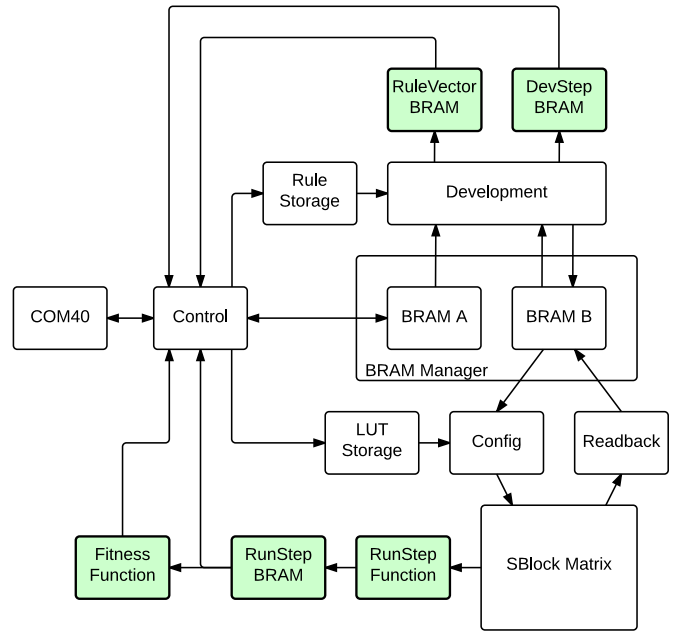 RuleVector
BRAM
DevStep
BRAM
Rule
Storage
Development
COM40
Control
BRAM A
BRAM B
BRAM Manager
LUT
Storage
Config
Readback
Fitness
Function
RunStep
BRAM
RunStep
Function
SBlock Matrix